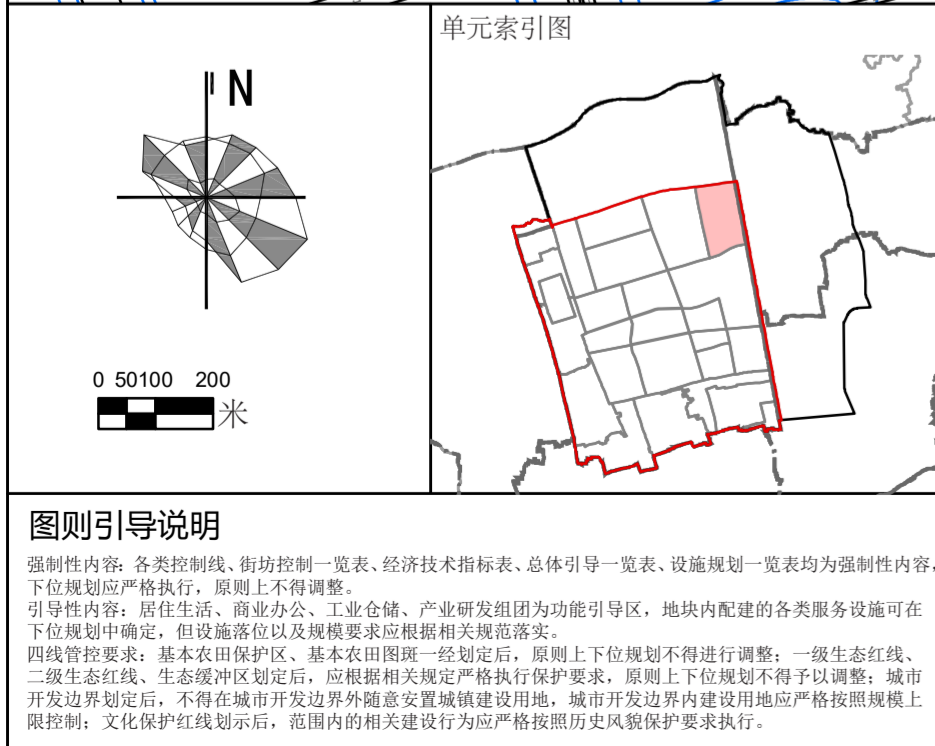 单元索引图
N
0 50100 200
米
图则引导说明
强制性内容：各类控制线、街坊控制一览表、经济技术指标表、总体引导一览表、设施规划一览表均为强制性内容，
下位规划应严格执行，原则上不得调整。
引导性内容：居住生活、商业办公、工业仓储、产业研发组团为功能引导区，地块内配建的各类服务设施可在
下位规划中确定，但设施落位以及规模要求应根据相关规范落实。
四线管控要求：基本农田保护区、基本农田图斑一经划定后，原则上下位规划不得进行调整；一级生态红线、
二级生态红线、生态缓冲区划定后，应根据相关规定严格执行保护要求，原则上下位规划不得予以调整；城市
开发边界划定后，不得在城市开发边界外随意安置城镇建设用地，城市开发边界内建设用地应严格按照规模上
限控制；文化保护红线划示后，范围内的相关建设行为应严格按照历史风貌保护要求执行。